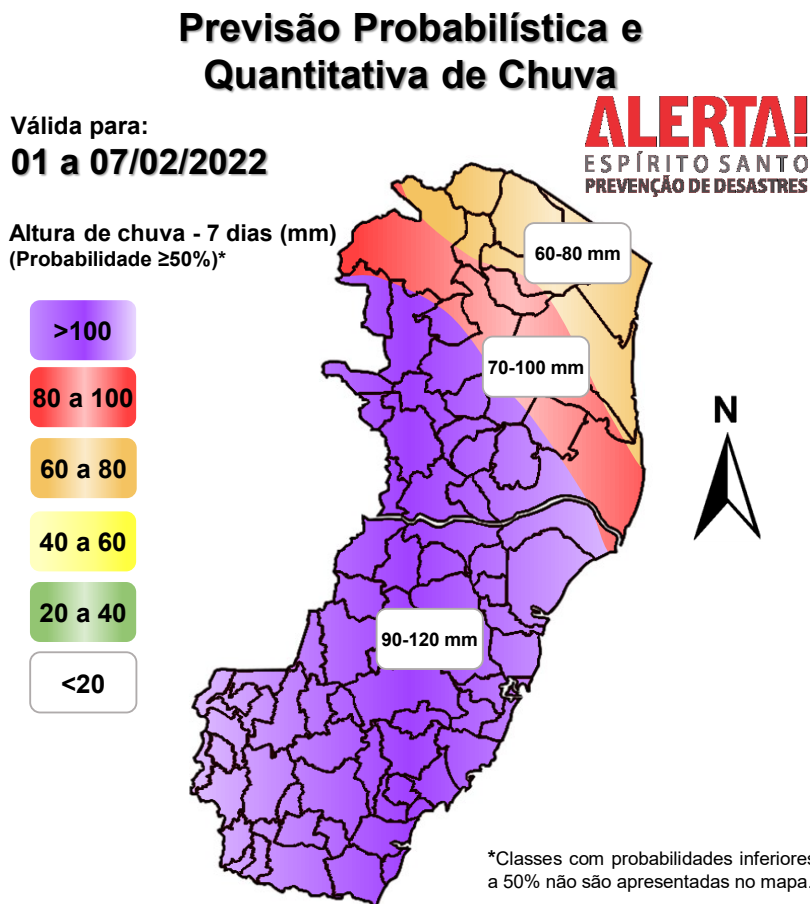 Previsão Probabilística e
Quantitativa de Chuva
Válida para:
01 a 07/02/2022
ALERTA!
ESPÍRITO SANTO
PREVENÇÃO DE DESASTRES
Altura de chuva - 7 dias (mm)
(Probabilidade ≥50%)*
>100
80 a 100
60 a 80
40 a 60
20 a 40
<20
60-80 mm
70-100 mm
90-120 mm
N
*Classes com probabilidades inferiores
a 50% não são apresentadas no mapa.